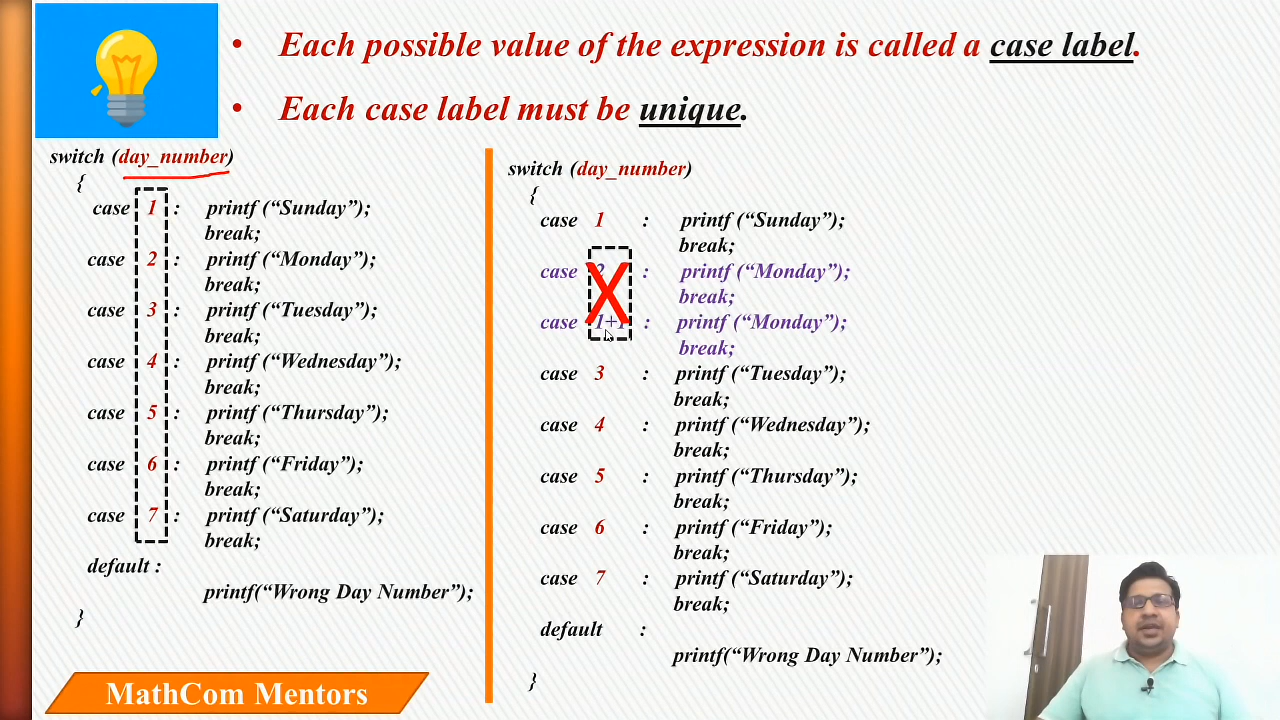 • Each possible value of the expression is called a case label.
• Each case label must be unique.
switch (day_number)
{
case 1 : printf (“Sunday”);
break;
case 2 : printf (“Monday”);
break;
case 3 : printf (“Tuesday”);
break;
case 4 : printf (“Wednesday”);
break;
case 5 : printf (“Thursday”);
break;
case 6 : printf (“Friday”);
break;
case 7 : printf (“Saturday”);
break;
default :
printf(“Wrong Day Number”);
}
switch (day_number)
{
case 1 : printf (“Sunday”);
break;
case 2 : printf (“Monday”);
break;
case 1+1 : printf (“Monday”);
break;
case 3 : printf (“Tuesday”);
break;
case 4 : printf (“Wednesday”);
break;
case 5 : printf (“Thursday”);
break;
case 6 : printf (“Friday”);
break;
case 7 : printf (“Saturday”);
break;
default :
printf(“Wrong Day Number”);
}
MathCom Mentors